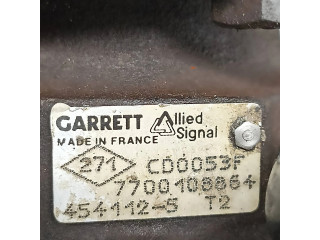 GARRETT Allied Signal
MADE IN FRANCE
271 CD0053F
7700108864
454112-5 T2